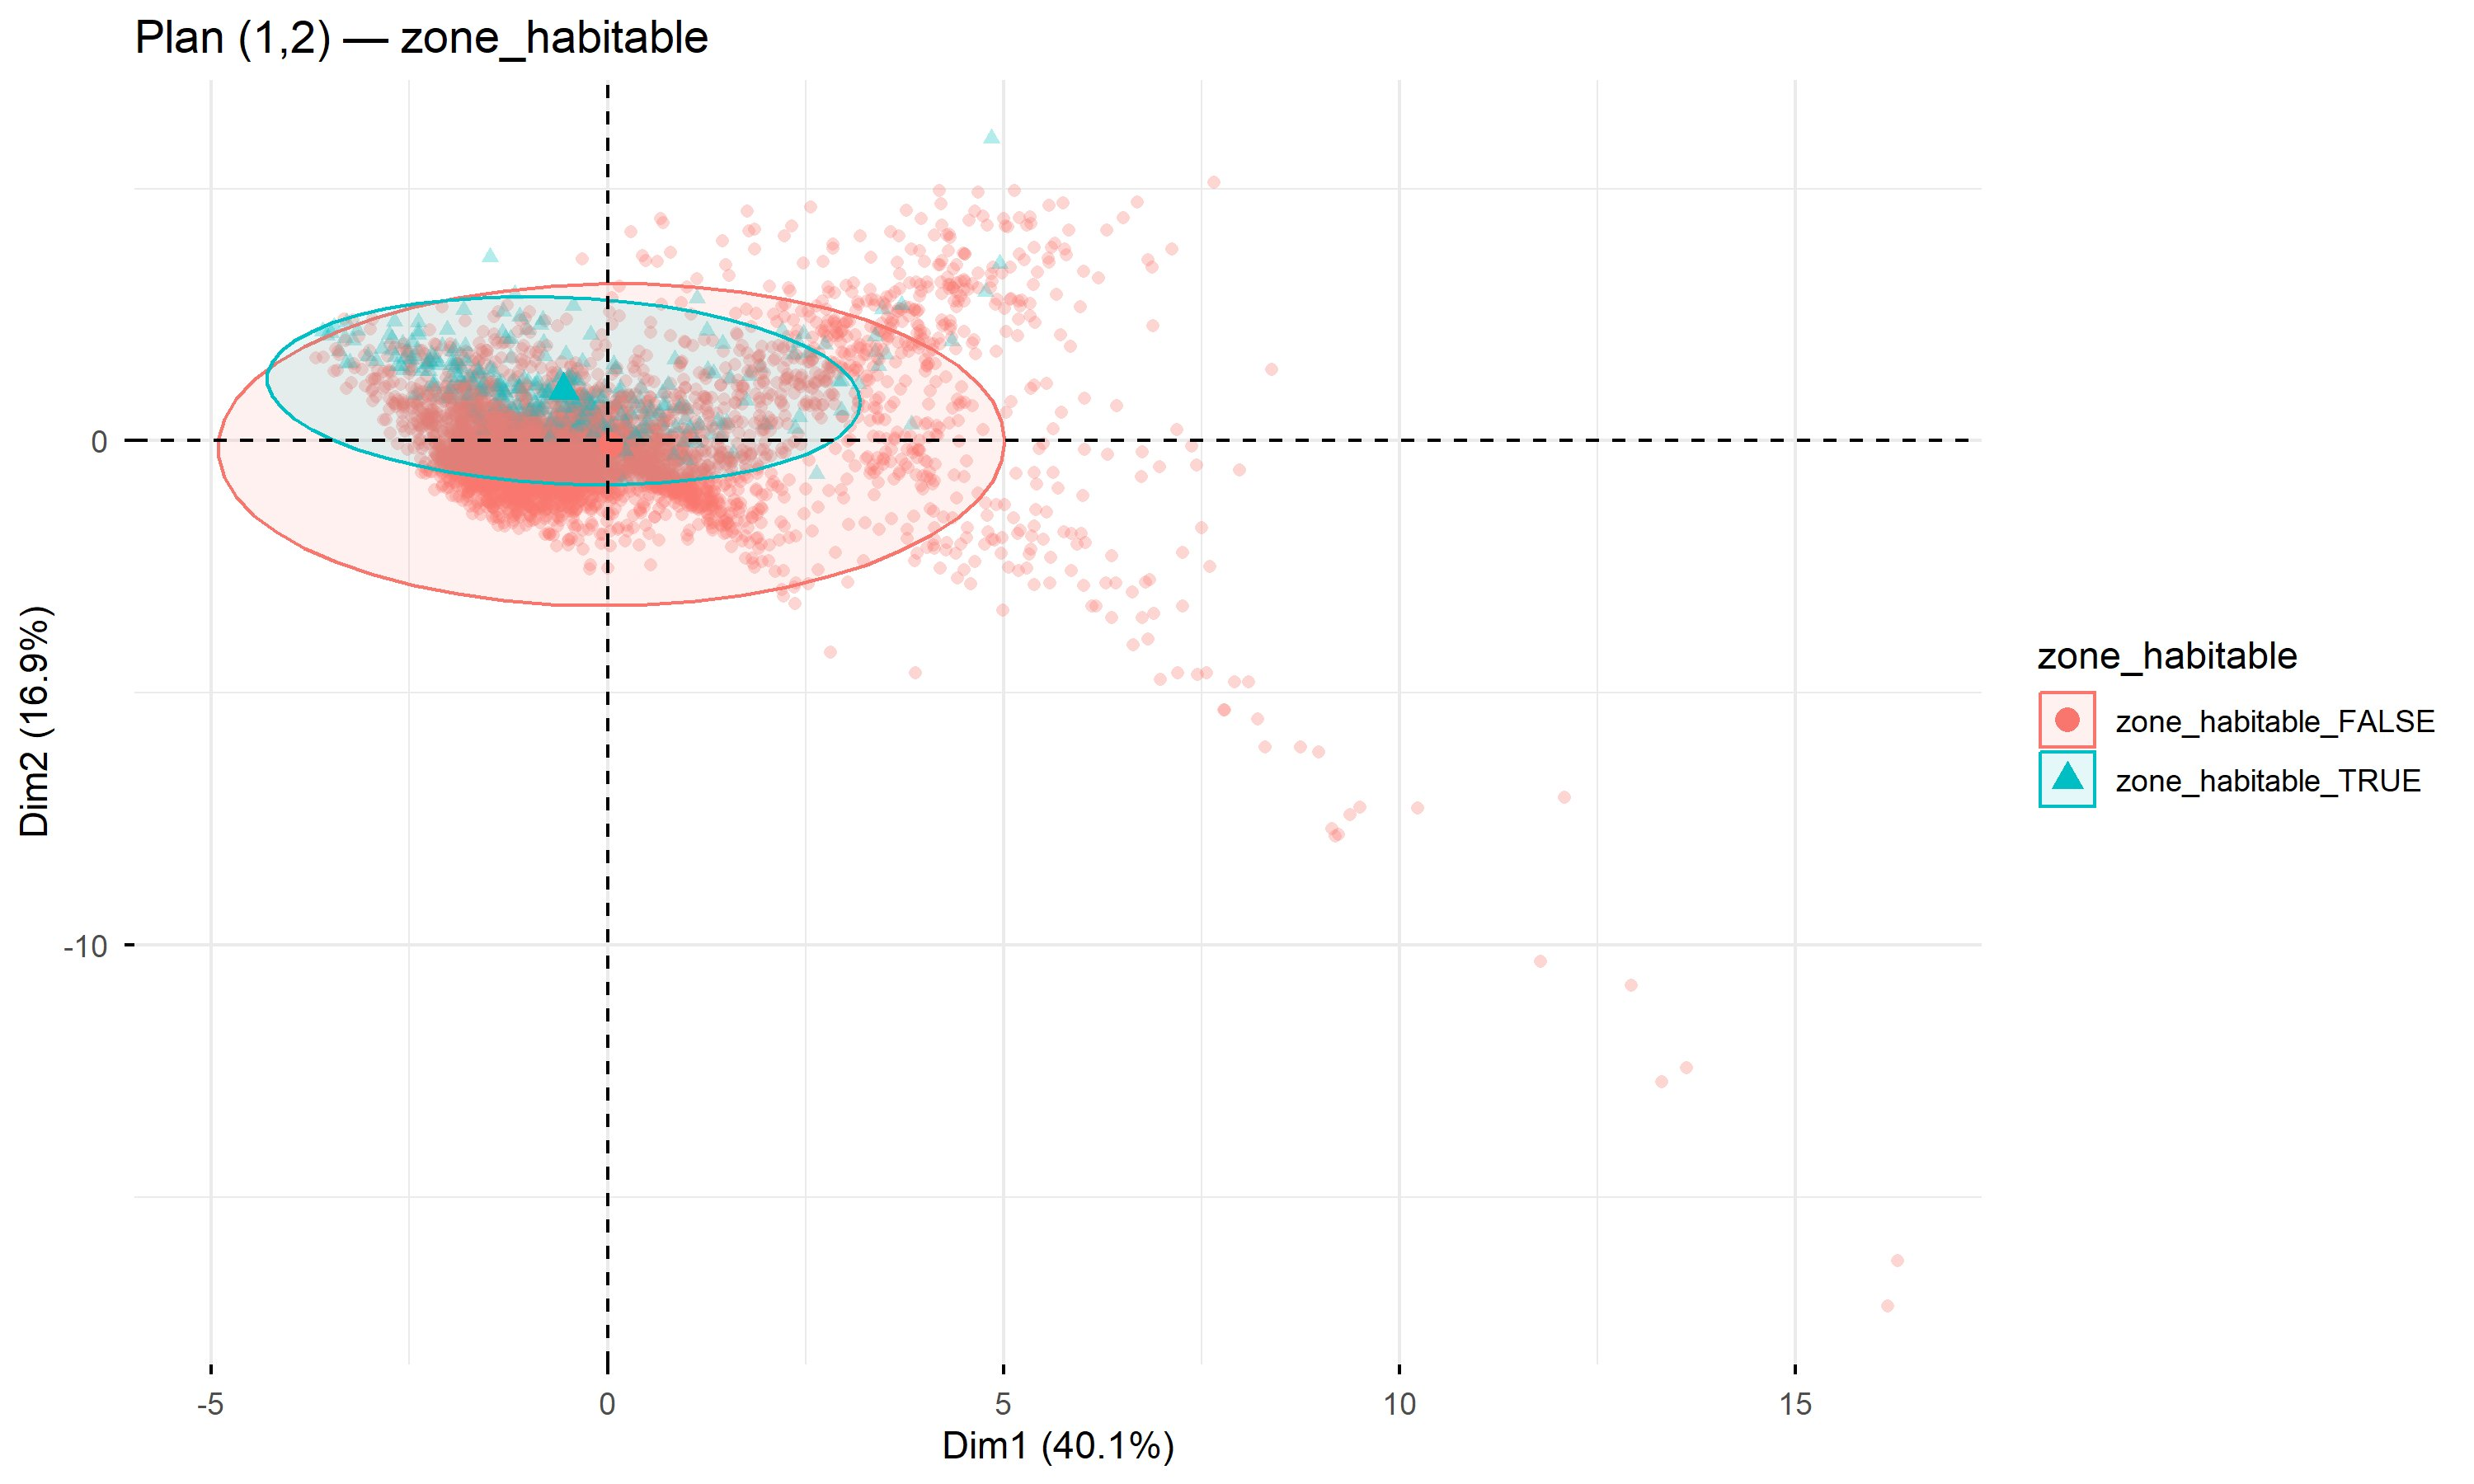 Plan (1,2) — zone_habitable
0
-10
Dim2 (16.9%)
-5
0
5
10
15
Dim1 (40.1%)
zone_habitable
zone_habitable_FALSE
zone_habitable_TRUE